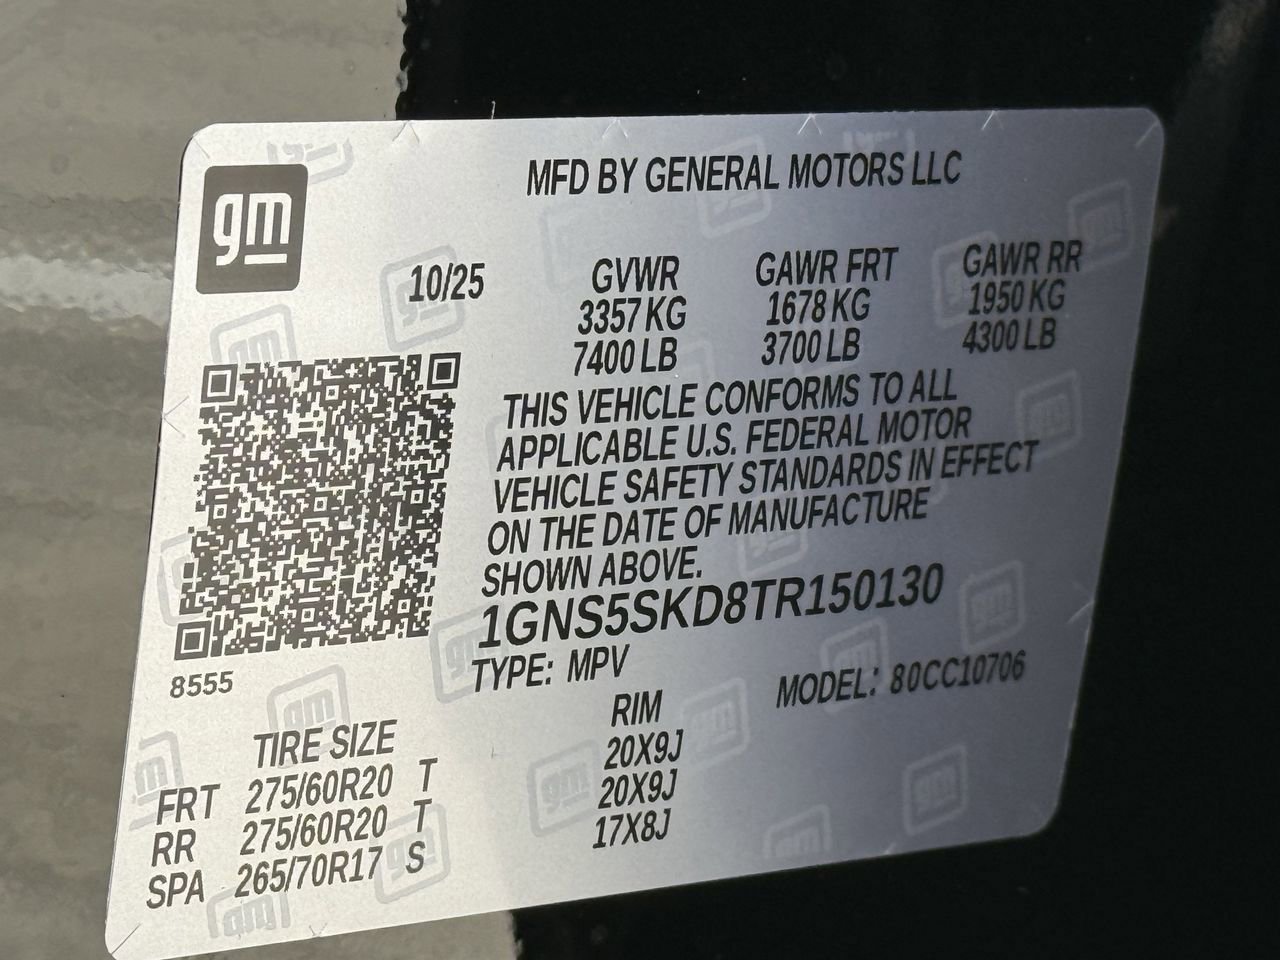 gm
MFD BY GENERAL MOTORS LLC
10/25 GVWR GAWR FRT GAWR RR
3357 KG 1678 KG 1950 KG
7400 LB 3700 LB 4300 LB
THIS VEHICLE CONFORMS TO ALL
APPLICABLE U.S. FEDERAL MOTOR
VEHICLE SAFETY STANDARDS IN EFFECT
ON THE DATE OF MANUFACTURE
SHOWN ABOVE.
1GNS5SKD8TR150130
8555
TYPE: MPV MODEL: 80CC10706
TIRE SIZE RIM
FRT 275/60R20 T 20X9J
RR 275/60R20 T 20X9J
SPA 265/70R17 S 17X8J